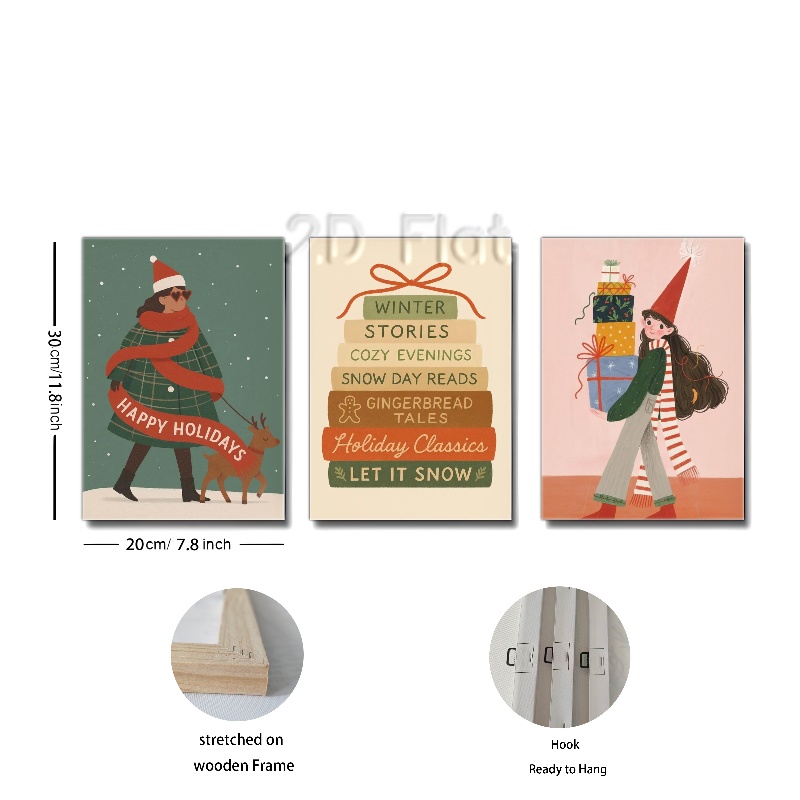 2D Flat
30cm/11.8inch
HAPPY HOLIDAYS
WINTER
STORIES
COZY EVENINGS
SNOW DAY READS
GINGERBREAD
TALES
Holiday Classics
LET IT SNOW
20cm/ 7.8 inch
stretched on
wooden Frame
Hook
Ready to Hang